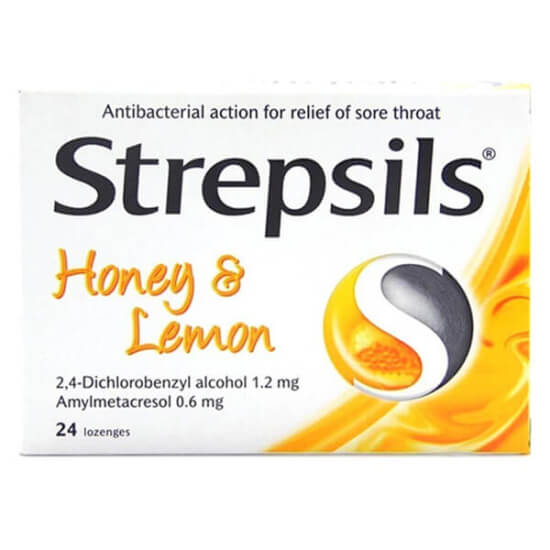 Antibacterial action for relief of sore throat
Strepsils®
Honey &
Lemon
2,4-Dichlorobenzyl alcohol 1.2 mg
Amylmetacresol 0.6 mg
24 lozenges